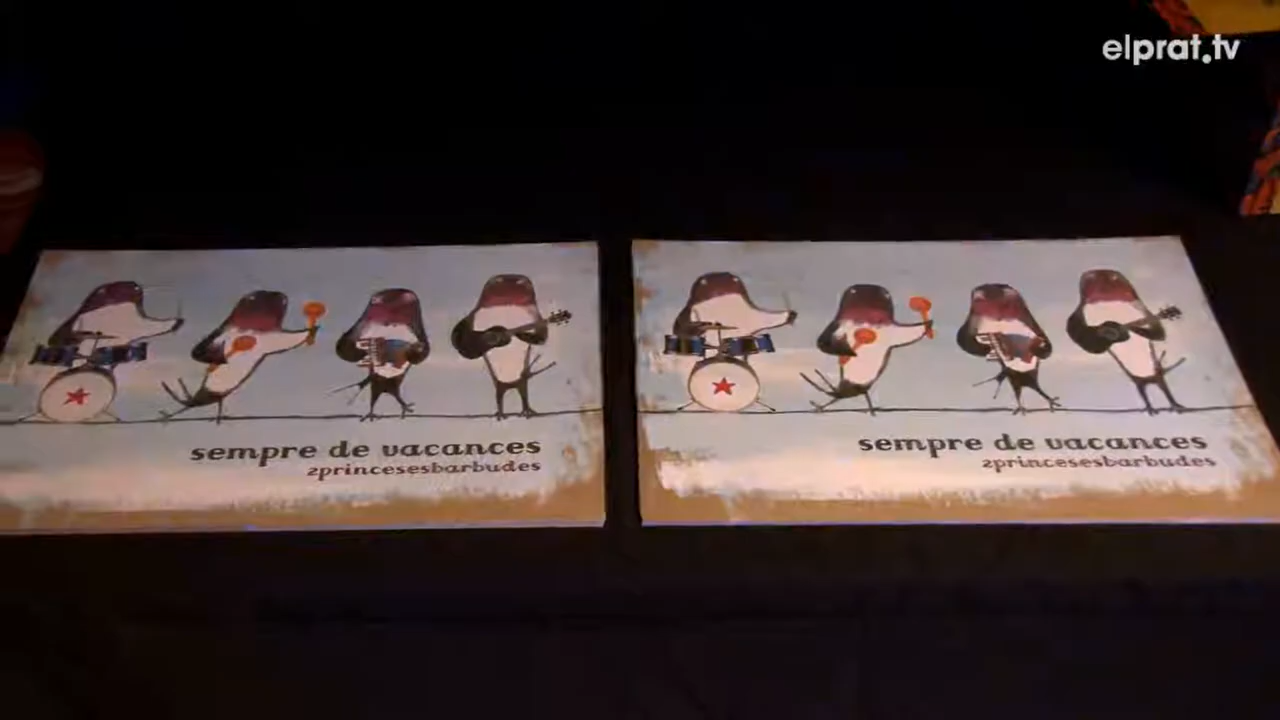 elprat.tv
sempre de vacances
2princesesbarbudes
sempre de vacances
2princesesbarbudes